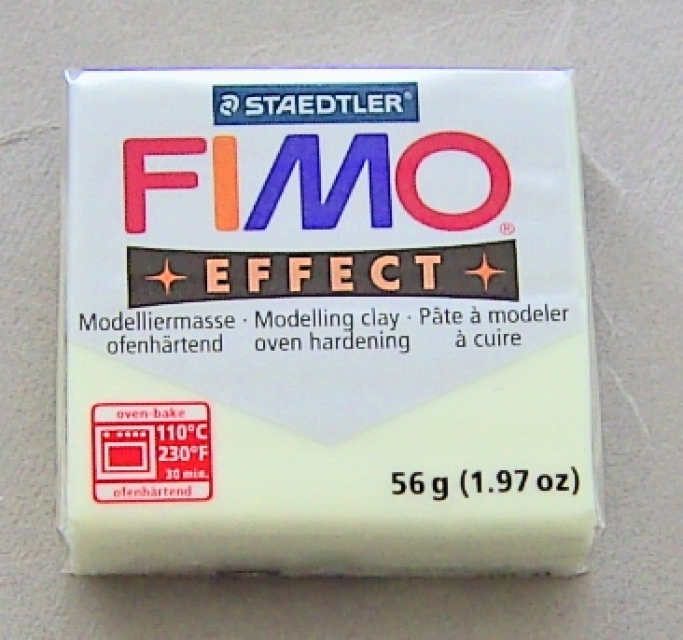 STAEDTLER®
FIMO®
EFFECT
Modelliermasse · Modelling clay · Pâte à modeler
ofenhärtend oven hardening à cuire
oven-bake
110°C
230°F
30 min.
ofenhärtend
56 g (1.97 oz)